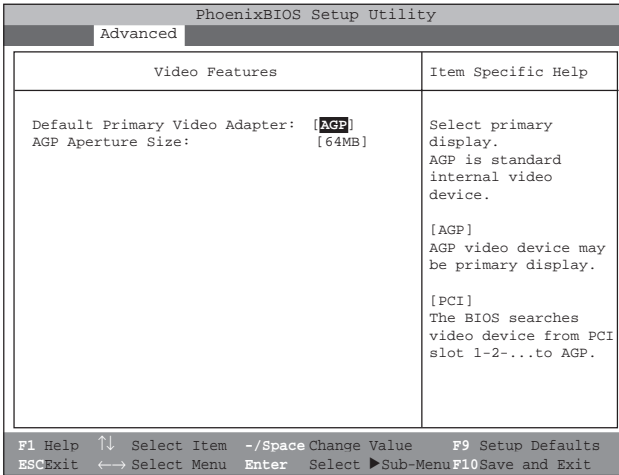 PhoenixBIOS Setup Utility
Advanced
Video Features
Item Specific Help
Default Primary Video Adapter: [AGP]
AGP Aperture Size: [64MB]
Select primary
display.
AGP is standard
internal video
device.
[AGP]
AGP video device may
be primary display.
[PCI]
The BIOS searches
video device from PCI
slot 1-2-...to AGP.
F1 Help ↑↓ Select Item -/Space Change Value F9 Setup Defaults
ESC Exit ←→ Select Menu Enter Select ▶Sub-Menu F10 Save and Exit